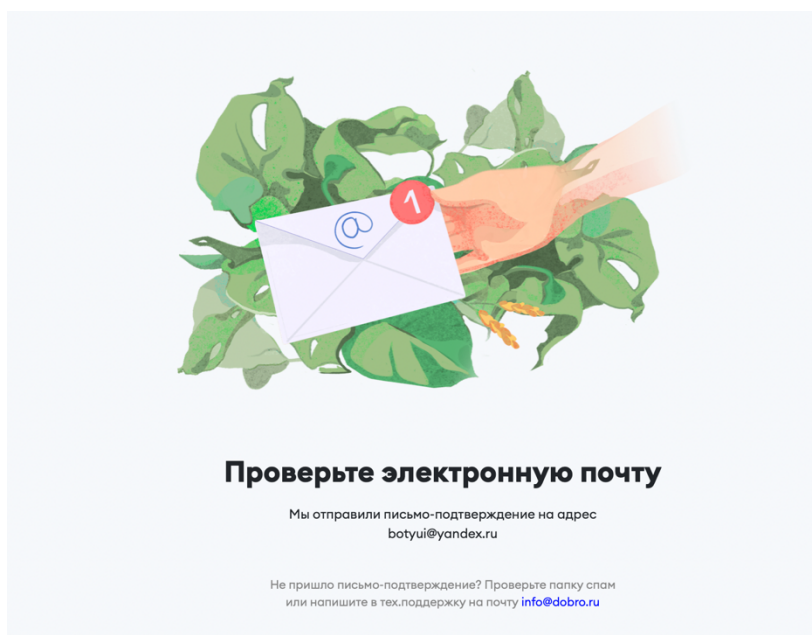 @
1
Проверьте электронную почту
Мы отправили письмо-подтверждение на адрес
botyui@yandex.ru
Не пришло письмо-подтверждение? Проверьте папку спам
или напишите в тех.поддержку на почту info@dobro.ru